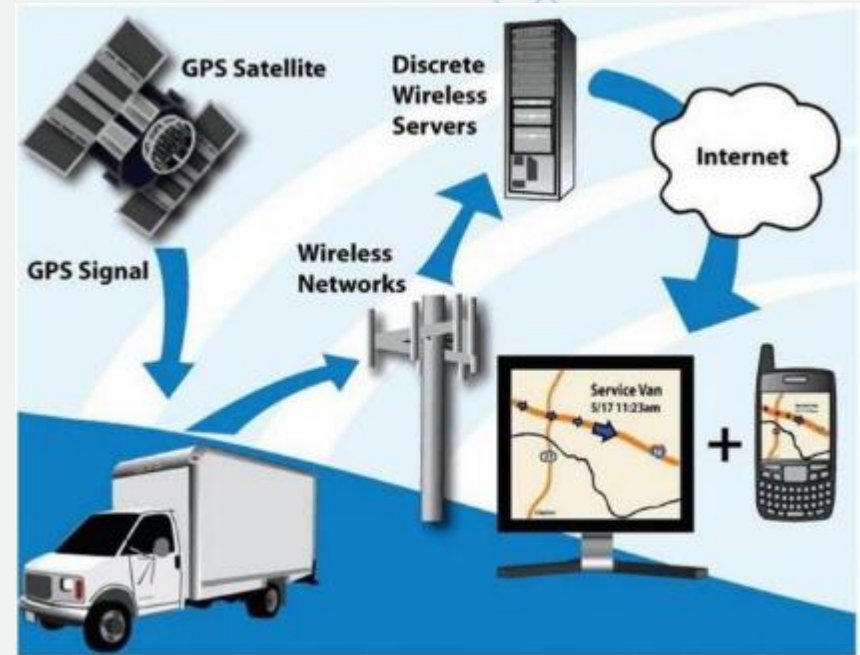 GPS Satellite
Discrete
Wireless
Servers
Internet
GPS Signal
Wireless
Networks
Service Van
5/17 11:23am